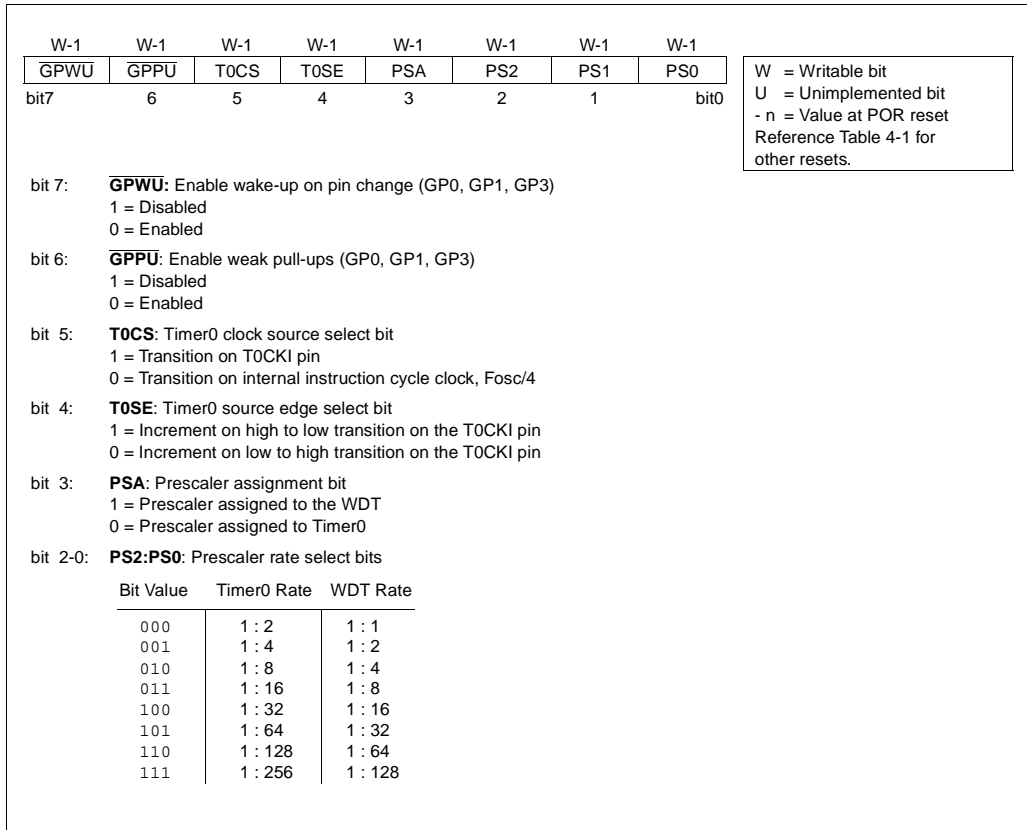 W-1 W-1 W-1 W-1 W-1 W-1 W-1 W-1
GPWU GPPU T0CS T0SE PSA PS2 PS1 PS0
bit7 6 5 4 3 2 1 bit0
W = Writable bit
U = Unimplemented bit
- n = Value at POR reset
Reference Table 4-1 for
other resets.
bit 7: GPWU: Enable wake-up on pin change (GP0, GP1, GP3)
1 = Disabled
0 = Enabled
bit 6: GPPU: Enable weak pull-ups (GP0, GP1, GP3)
1 = Disabled
0 = Enabled
bit 5: T0CS: Timer0 clock source select bit
1 = Transition on T0CKI pin
0 = Transition on internal instruction cycle clock, Fosc/4
bit 4: T0SE: Timer0 source edge select bit
1 = Increment on high to low transition on the T0CKI pin
0 = Increment on low to high transition on the T0CKI pin
bit 3: PSA: Prescaler assignment bit
1 = Prescaler assigned to the WDT
0 = Prescaler assigned to Timer0
bit 2-0: PS2:PS0: Prescaler rate select bits
Bit Value Timer0 Rate WDT Rate
000 1 : 2 1 : 1
001 1 : 4 1 : 2
010 1 : 8 1 : 4
011 1 : 16 1 : 8
100 1 : 32 1 : 16
101 1 : 64 1 : 32
110 1 : 128 1 : 64
111 1 : 256 1 : 128